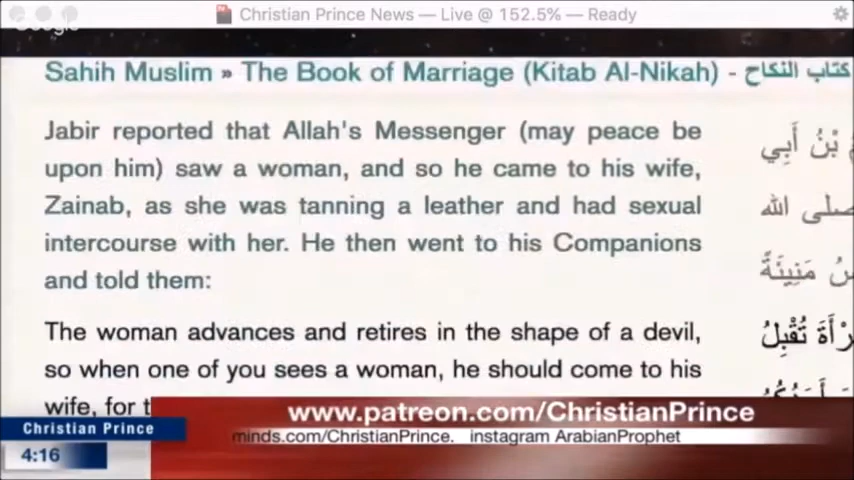 Christian Prince News — Live @ 152.5% — Ready
Google
Sahih Muslim » The Book of Marriage (Kitab Al-Nikah) - كتاب النكاح
Jabir reported that Allah's Messenger (may peace be
بْنُ أَبِي
upon him) saw a woman, and so he came to his wife,
Zainab, as she was tanning a leather and had sexual
صلى الله
intercourse with her. He then went to his Companions
مَنِيئَةً
and told them:
The woman advances and retires in the shape of a devil,
تُقْبِلُ
so when one of you sees a woman, he should come to his
wife, for t
www.patreon.com/ChristianPrince
Christian Prince
minds.com/ChristianPrince. instagram ArabianProphet
4:16